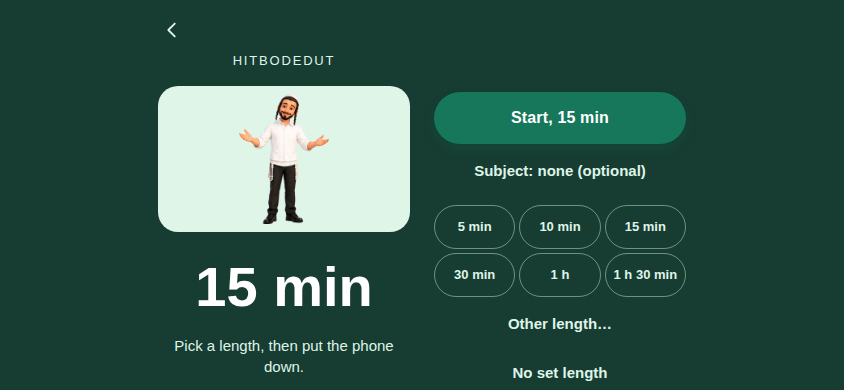 HITBODEDUT
15 min
Pick a length, then put the phone
down.
Start, 15 min
Subject: none (optional)
5 min
10 min
15 min
30 min
1 h
1 h 30 min
Other length…
No set length